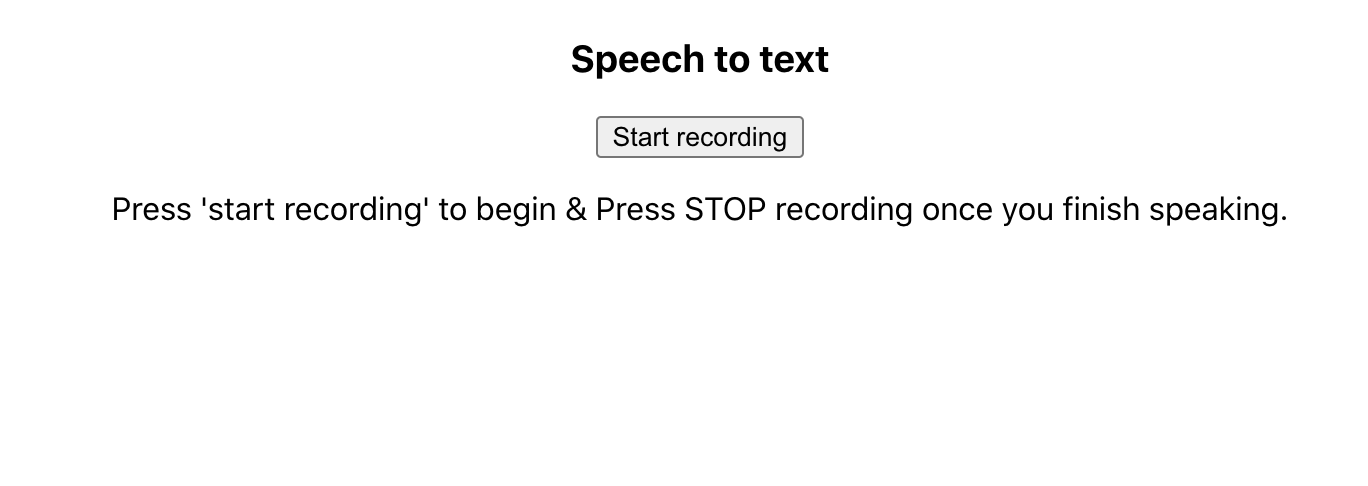 Speech to text
Start recording
Press 'start recording' to begin & Press STOP recording once you finish speaking.